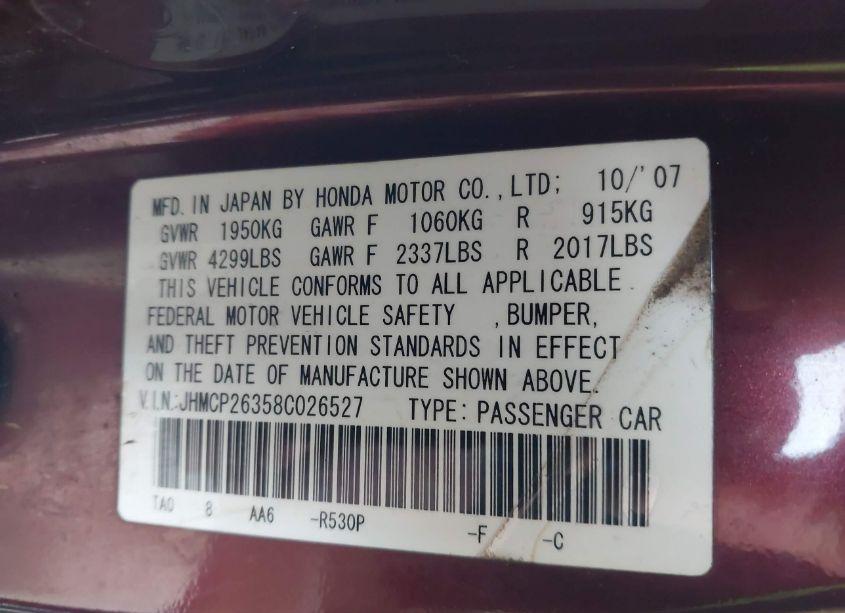 MFD. IN JAPAN BY HONDA MOTOR CO.,LTD; 10/'07
GVWR 1950KG GAWR F 1060KG R 915KG
GVWR 4299LBS GAWR F 2337LBS R 2017LBS
THIS VEHICLE CONFORMS TO ALL APPLICABLE
FEDERAL MOTOR VEHICLE SAFETY , BUMPER,
AND THEFT PREVENTION STANDARDS IN EFFECT
ON THE DATE OF MANUFACTURE SHOWN ABOVE.
V.I.N.:JHMCP26358C026527 TYPE: PASSENGER CAR
TA0 8 AA6 -R530P -F -C